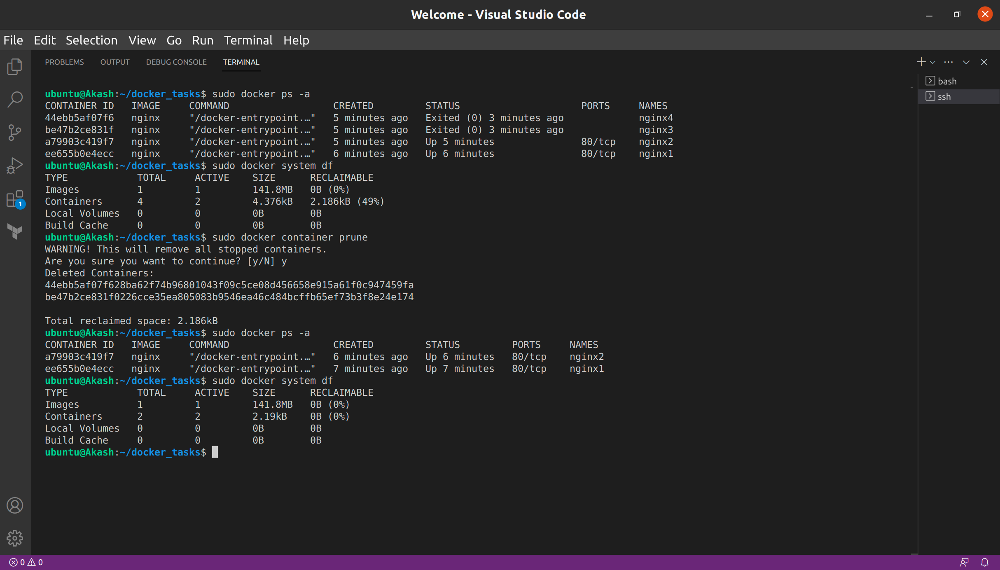 Welcome - Visual Studio Code
File Edit Selection View Go Run Terminal Help
PROBLEMS OUTPUT DEBUG CONSOLE TERMINAL
bash
ssh
ubuntu@Akash:~/docker_tasks$ sudo docker ps -a
CONTAINER ID IMAGE COMMAND CREATED STATUS PORTS NAMES
44ebb5af07f6 nginx "/docker-entrypoint.…" 5 minutes ago Exited (0) 3 minutes ago nginx4
be47b2ce831f nginx "/docker-entrypoint.…" 5 minutes ago Exited (0) 3 minutes ago nginx3
a79903c419f7 nginx "/docker-entrypoint.…" 5 minutes ago Up 5 minutes 80/tcp nginx2
ee655b0e4ecc nginx "/docker-entrypoint.…" 6 minutes ago Up 6 minutes 80/tcp nginx1
ubuntu@Akash:~/docker_tasks$ sudo docker system df
TYPE TOTAL ACTIVE SIZE RECLAIMABLE
Images 1 1 141.8MB 0B (0%)
Containers 4 2 4.376kB 2.186kB (49%)
Local Volumes 0 0 0B 0B
Build Cache 0 0 0B 0B
ubuntu@Akash:~/docker_tasks$ sudo docker container prune
WARNING! This will remove all stopped containers.
Are you sure you want to continue? [y/N] y
Deleted Containers:
44ebb5af07f628ba62f74b96801043f09c5ce08d456658e915a61f0c947459fa
be47b2ce831f0226cce35ea805083b9546ea46c484bcffb65ef73b3f8e24e174
Total reclaimed space: 2.186kB
ubuntu@Akash:~/docker_tasks$ sudo docker ps -a
CONTAINER ID IMAGE COMMAND CREATED STATUS PORTS NAMES
a79903c419f7 nginx "/docker-entrypoint.…" 6 minutes ago Up 6 minutes 80/tcp nginx2
ee655b0e4ecc nginx "/docker-entrypoint.…" 7 minutes ago Up 7 minutes 80/tcp nginx1
ubuntu@Akash:~/docker_tasks$ sudo docker system df
TYPE TOTAL ACTIVE SIZE RECLAIMABLE
Images 1 1 141.8MB 0B (0%)
Containers 2 2 2.19kB 0B (0%)
Local Volumes 0 0 0B 0B
Build Cache 0 0 0B 0B
ubuntu@Akash:~/docker_tasks$
1
0 0